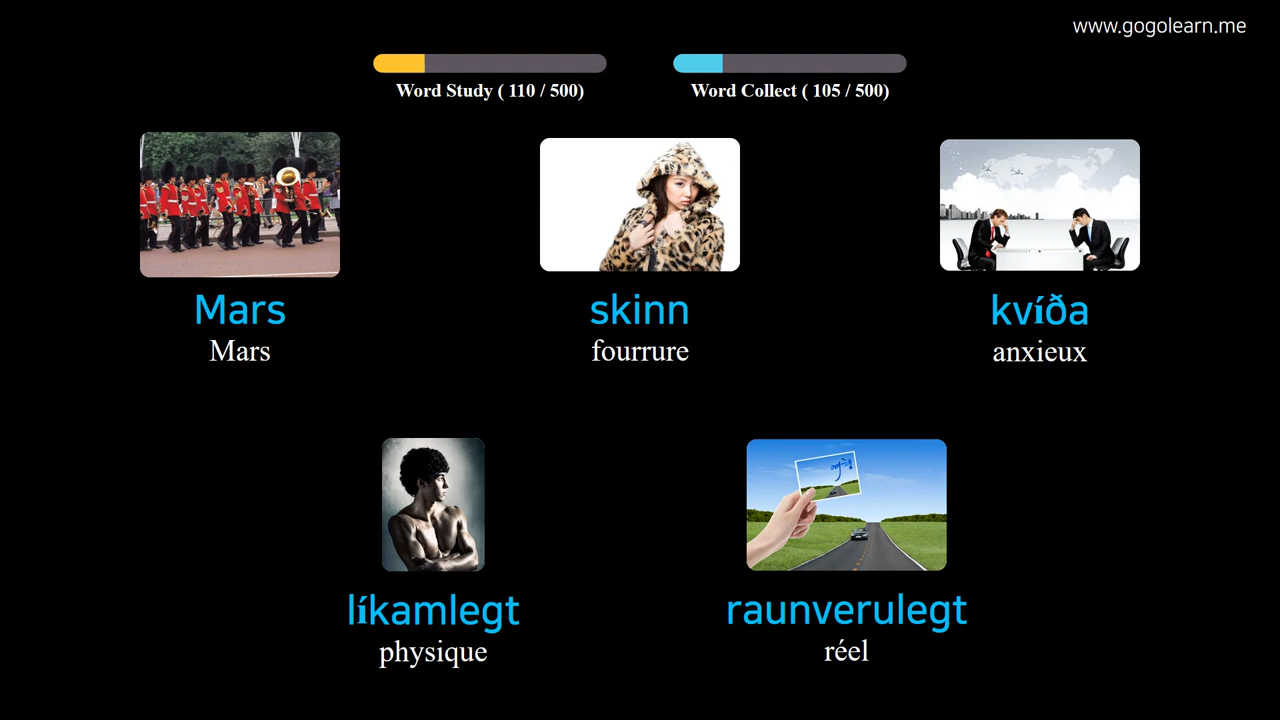 www.gogolearn.me
Word Study ( 110 / 500)
Word Collect ( 105 / 500)
Mars
Mars
skinn
fourrure
kvíða
anxieux
líkamlegt
physique
raunverulegt
réel